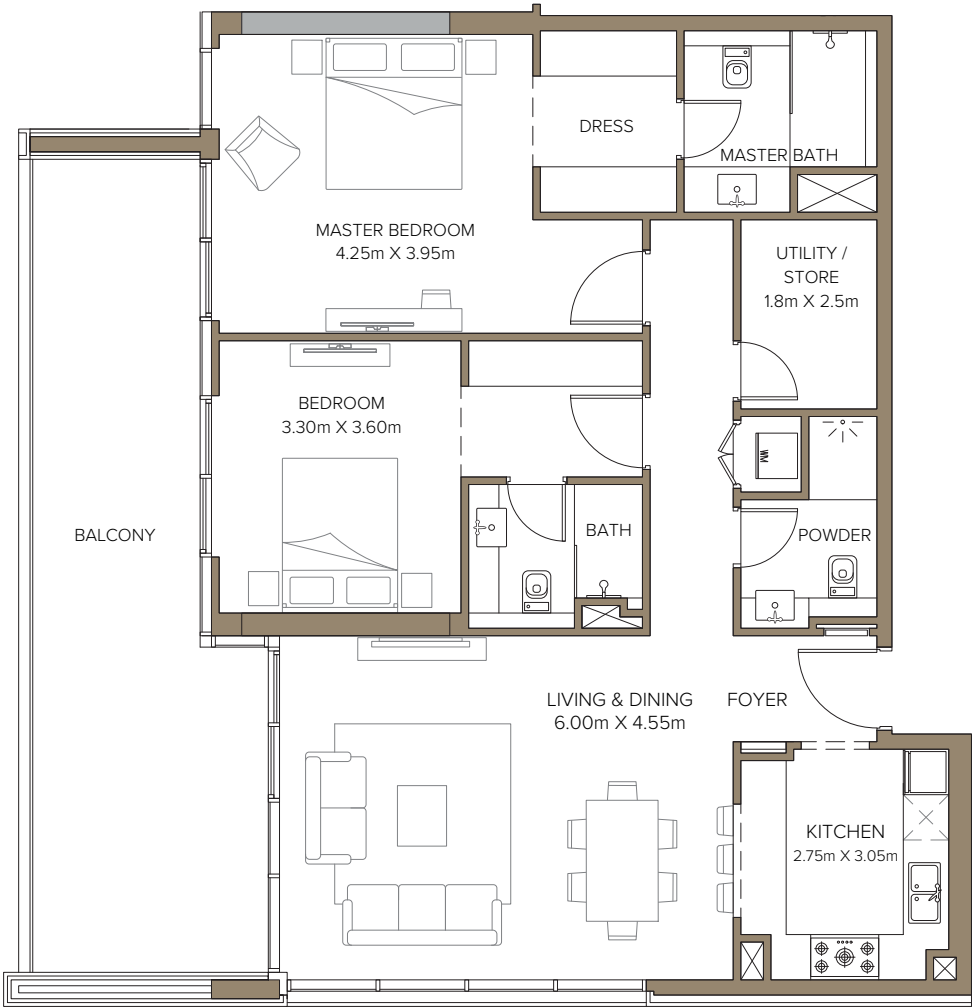 DRESS
MASTER BATH
MASTER BEDROOM
4.25m X 3.95m
UTILITY /
STORE
1.8m X 2.5m
BEDROOM
3.30m X 3.60m
WM
BALCONY
BATH
POWDER
LIVING & DINING
6.00m X 4.55m
FOYER
KITCHEN
2.75m X 3.05m